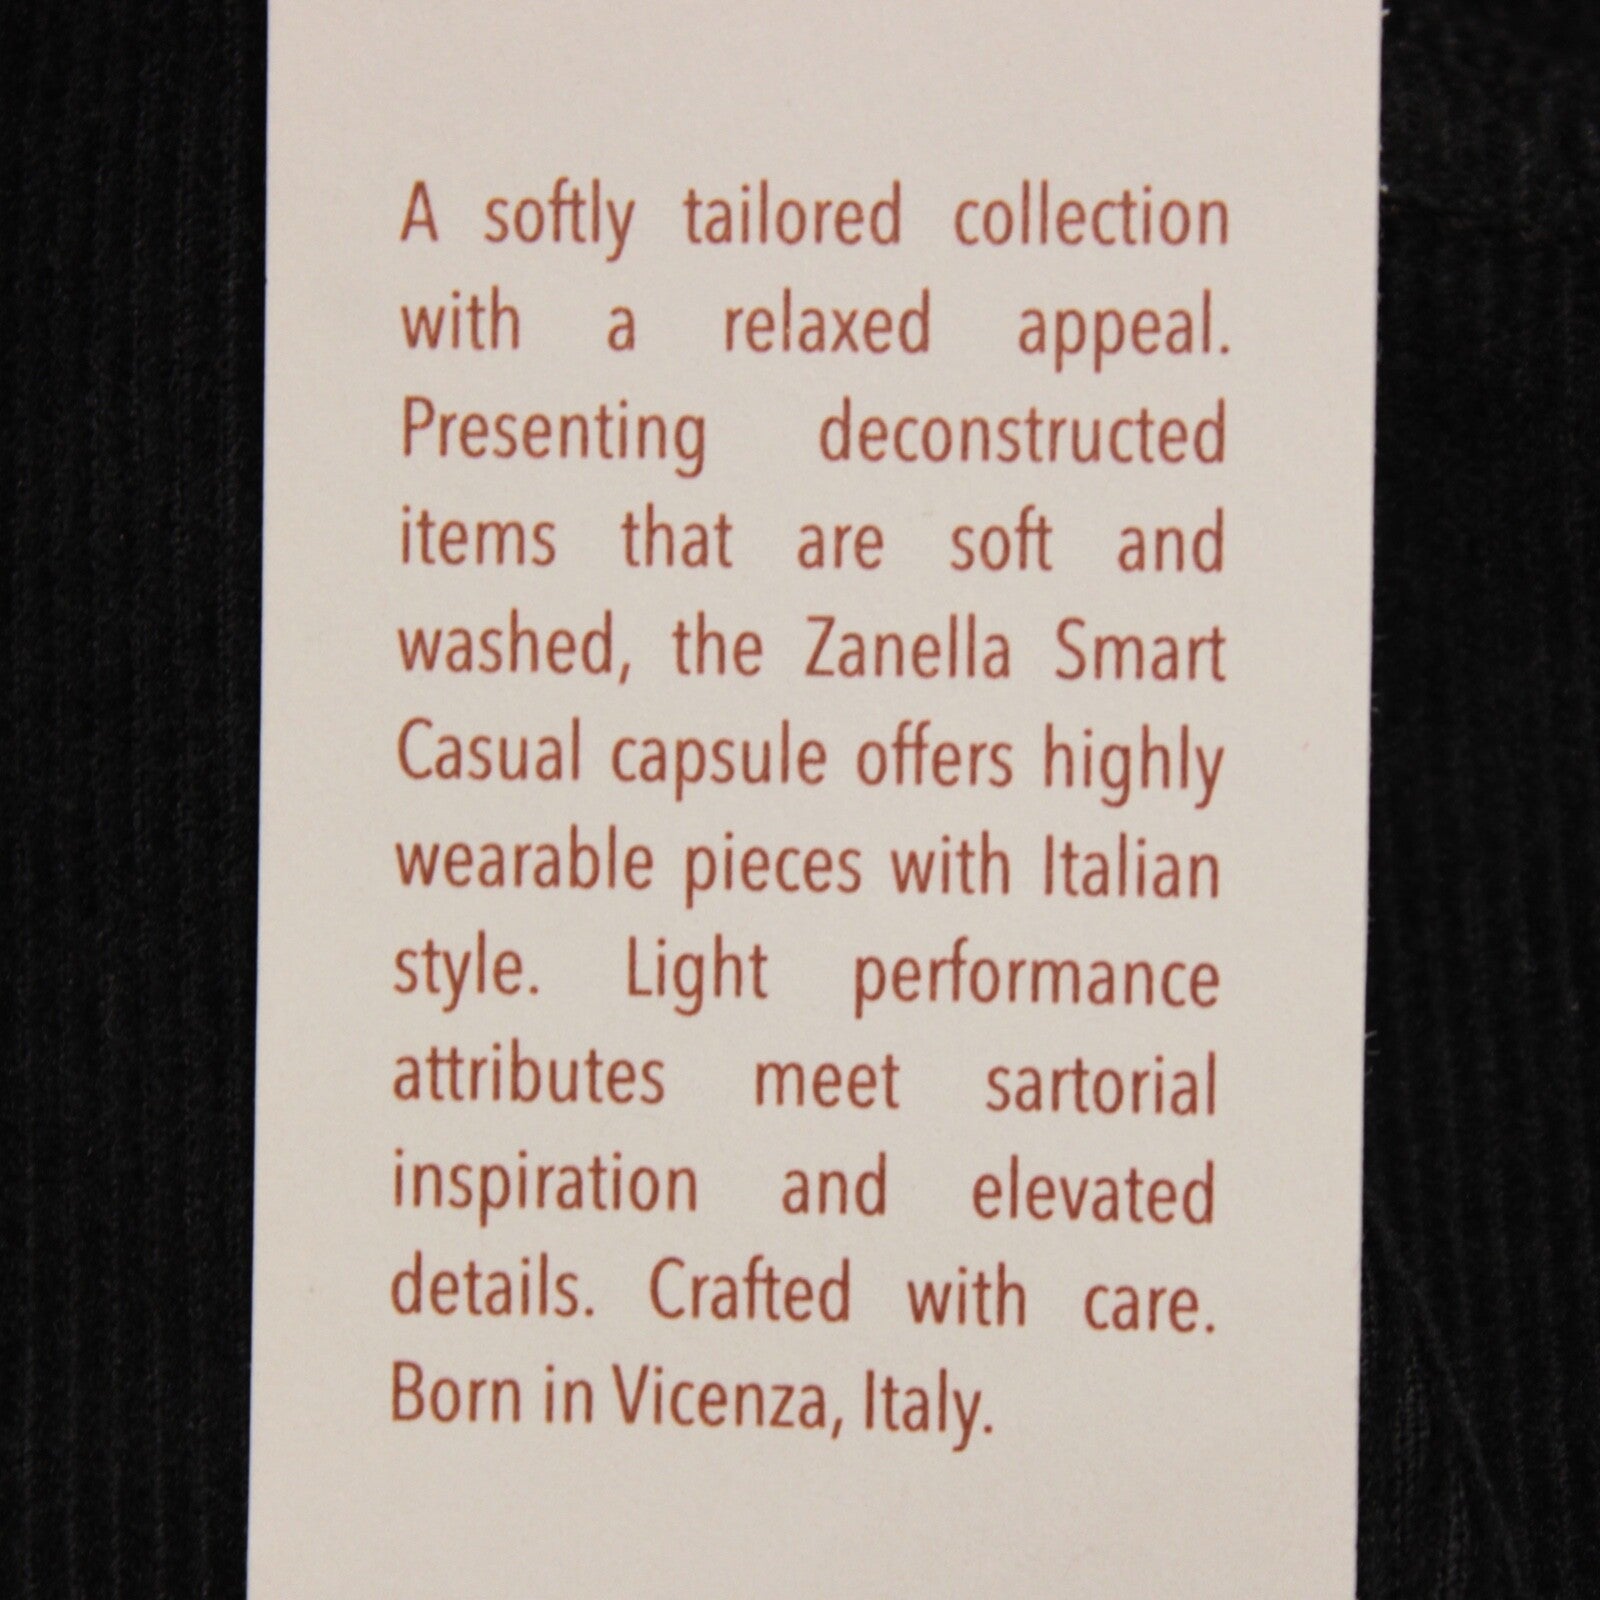 A softly tailored collection
with a relaxed appeal.
Presenting deconstructed
items that are soft and
washed, the Zanella Smart
Casual capsule offers highly
wearable pieces with Italian
style. Light performance
attributes meet sartorial
inspiration and elevated
details. Crafted with care.
Born in Vicenza, Italy.